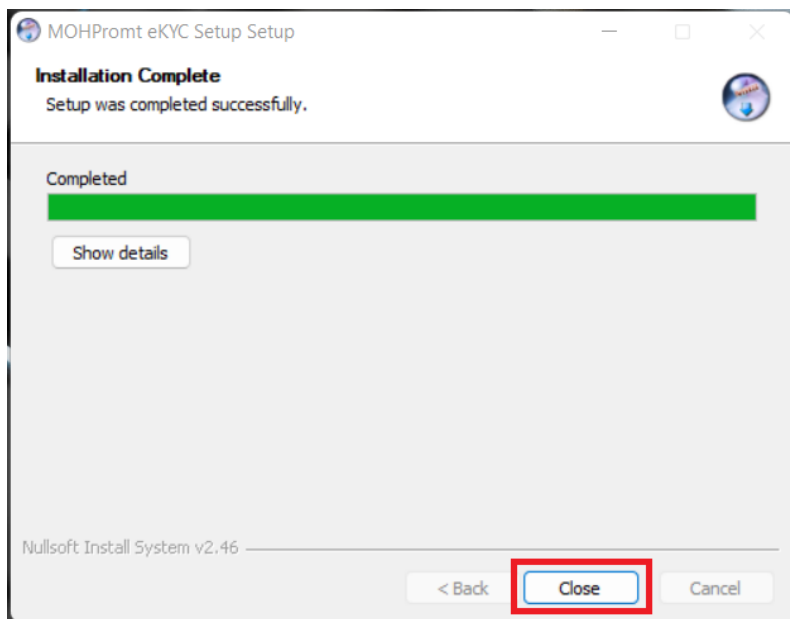 MOHPromt eKYC Setup Setup
Installation Complete
Setup was completed successfully.
Completed
Show details
Nullsoft Install System v2.46
< Back Close Cancel